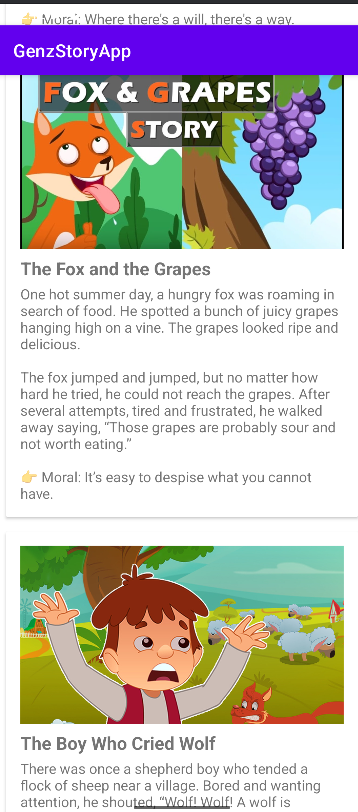 👉 Moral: Where there's a will, there's a way.
GenzStoryApp
FOX & GRAPES
STORY
The Fox and the Grapes
One hot summer day, a hungry fox was roaming in
search of food. He spotted a bunch of juicy grapes
hanging high on a vine. The grapes looked ripe and
delicious.
The fox jumped and jumped, but no matter how
hard he tried, he could not reach the grapes. After
several attempts, tired and frustrated, he walked
away saying, “Those grapes are probably sour and
not worth eating.”
👉 Moral: It’s easy to despise what you cannot
have.
The Boy Who Cried Wolf
There was once a shepherd boy who tended a
flock of sheep near a village. Bored and wanting
attention, he shouted, “Wolf! Wolf! A wolf is